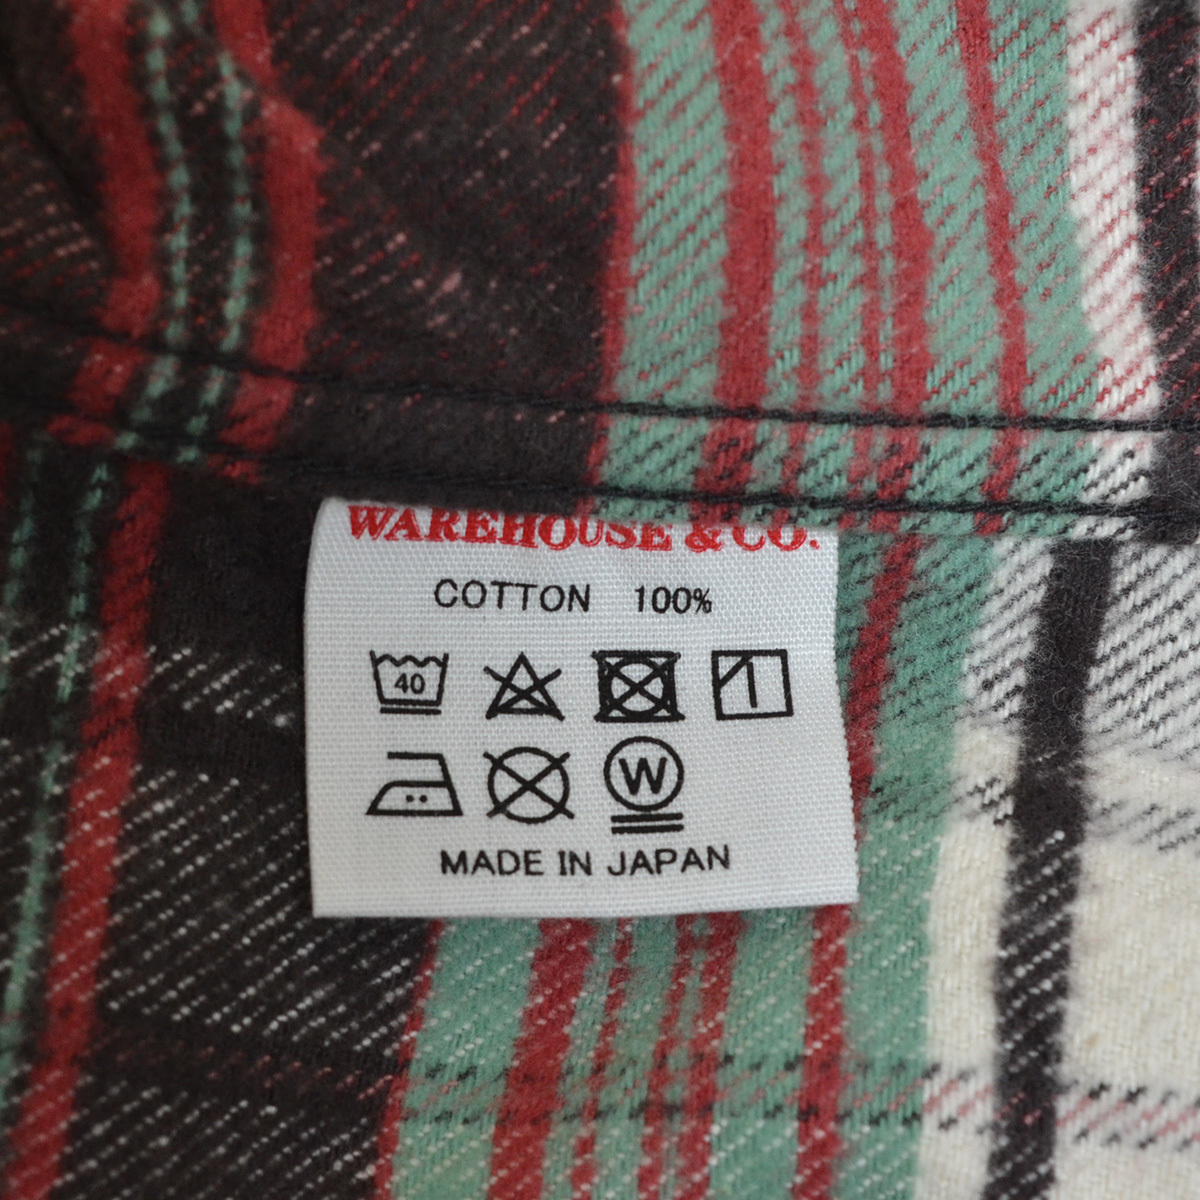 WAREHOUSE & CO.
COTTON 100%
40
W
MADE IN JAPAN